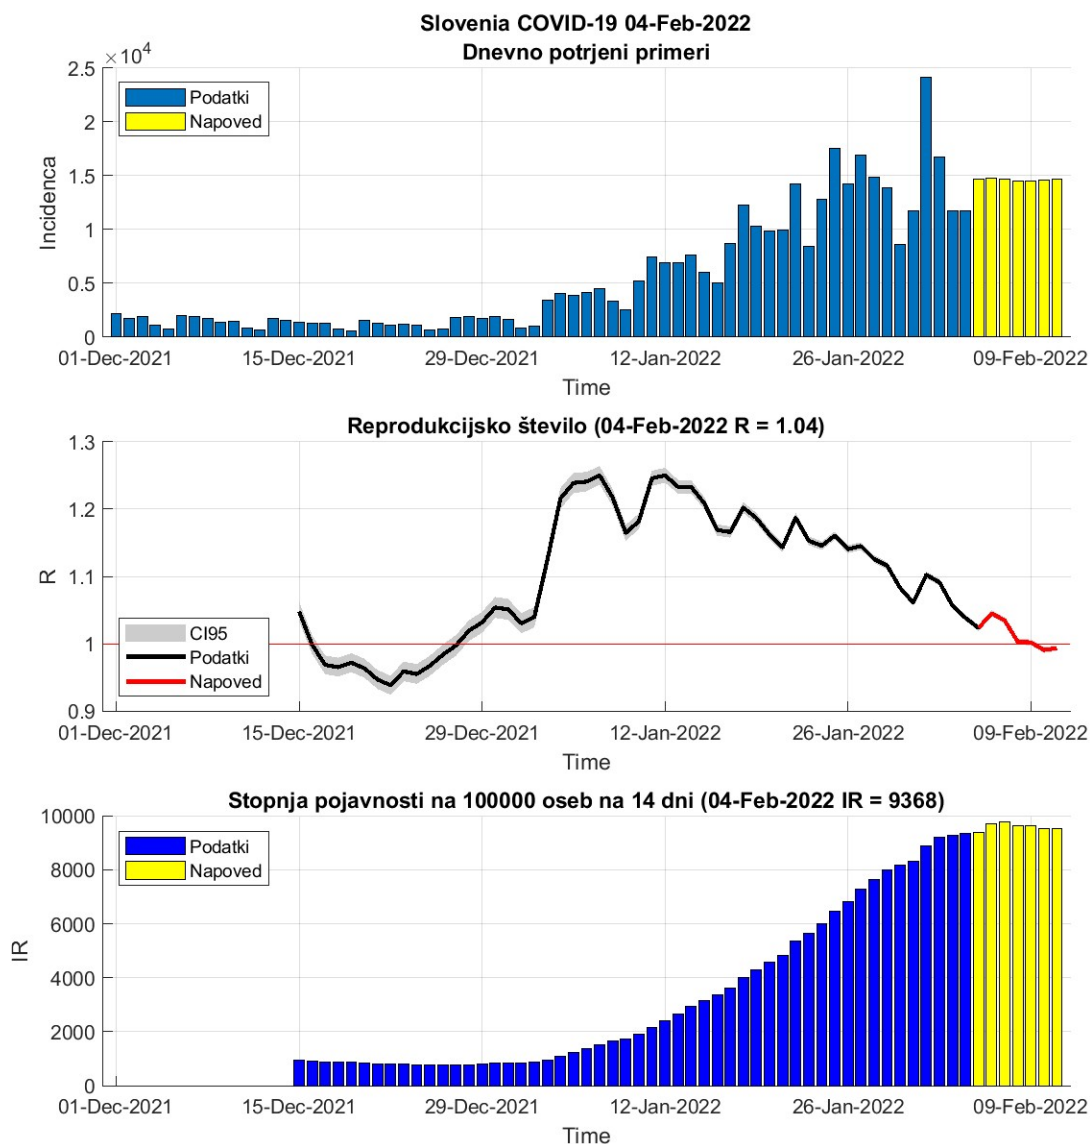 Slovenia COVID-19 04-Feb-2022
Dnevno potrjeni primeri
×10^4
2.5
2
1.5
1
0.5
0
Incidenca
Podatki
Napoved
01-Dec-2021 15-Dec-2021 29-Dec-2021 12-Jan-2022 26-Jan-2022 09-Feb-2022
Time
Reprodukcijsko število (04-Feb-2022 R = 1.04)
1.3
1.2
1.1
1
0.9
R
CI95
Podatki
Napoved
01-Dec-2021 15-Dec-2021 29-Dec-2021 12-Jan-2022 26-Jan-2022 09-Feb-2022
Time
Stopnja pojavnosti na 100000 oseb na 14 dni (04-Feb-2022 IR = 9368)
10000
8000
6000
4000
2000
0
IR
Podatki
Napoved
01-Dec-2021 15-Dec-2021 29-Dec-2021 12-Jan-2022 26-Jan-2022 09-Feb-2022
Time